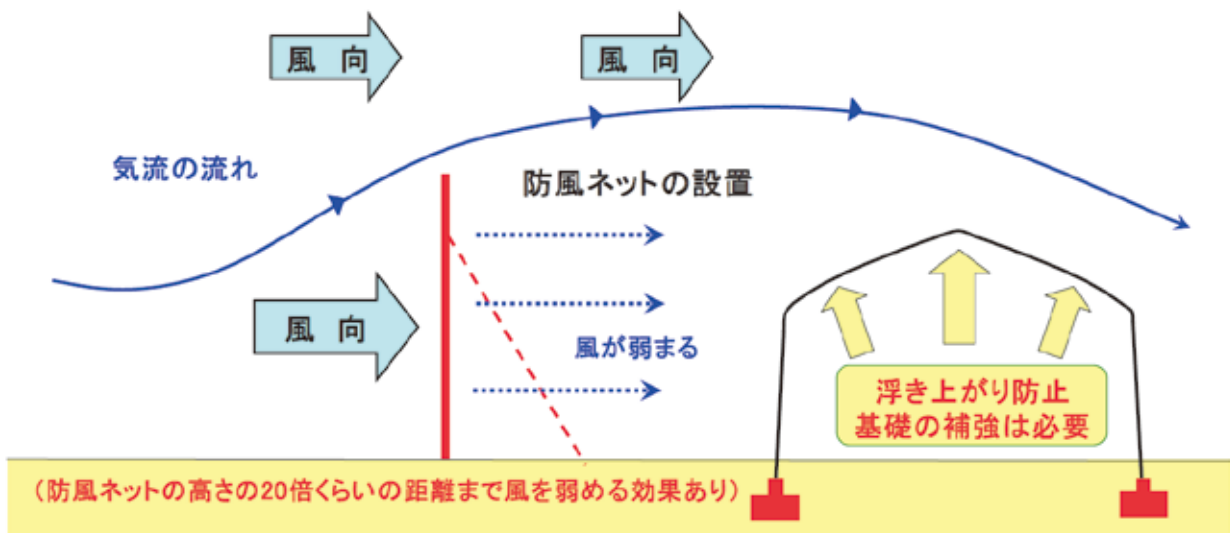 風 向
風 向
気流の流れ
防風ネットの設置
風 向
風が弱まる
浮き上がり防止
基礎の補強は必要
（防風ネットの高さの20倍くらいの距離まで風を弱める効果あり）